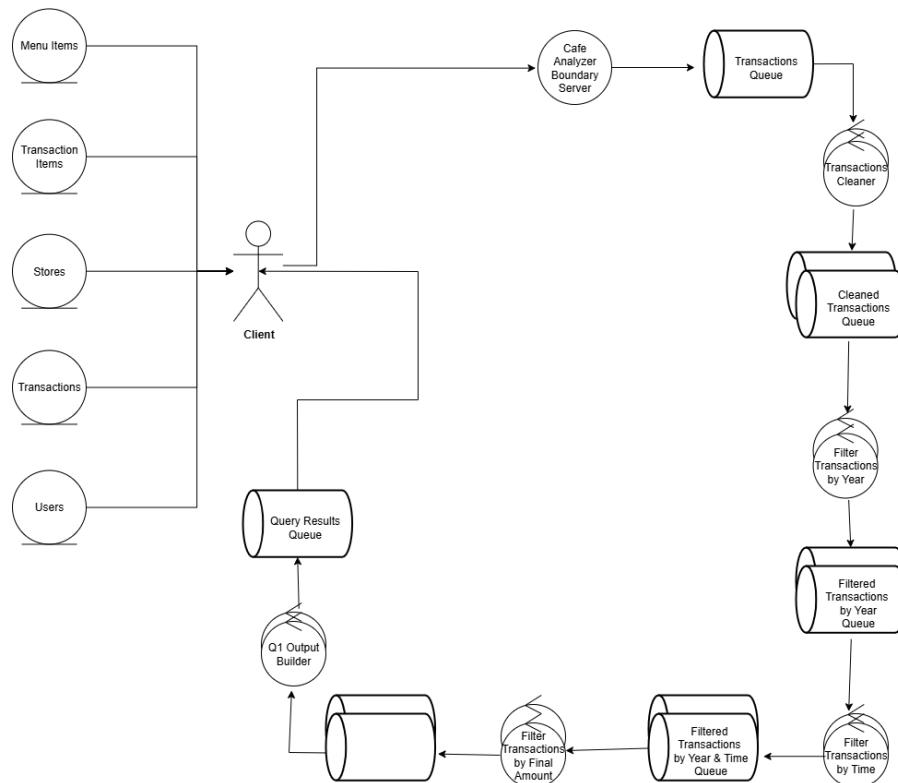 Menu Items
Transaction
Items
Stores
Transactions
Users
Client
Cafe
Analyzer
Boundary
Server
Transactions
Queue
Transactions
Cleaner
Cleaned
Transactions
Queue
Filter
Transactions
by Year
Filtered
Transactions
by Year
Queue
Filter
Transactions
by Time
Filtered
Transactions
by Year & Time
Queue
Filter
Transactions
by Final
Amount
Q1 Output
Builder
Query Results
Queue